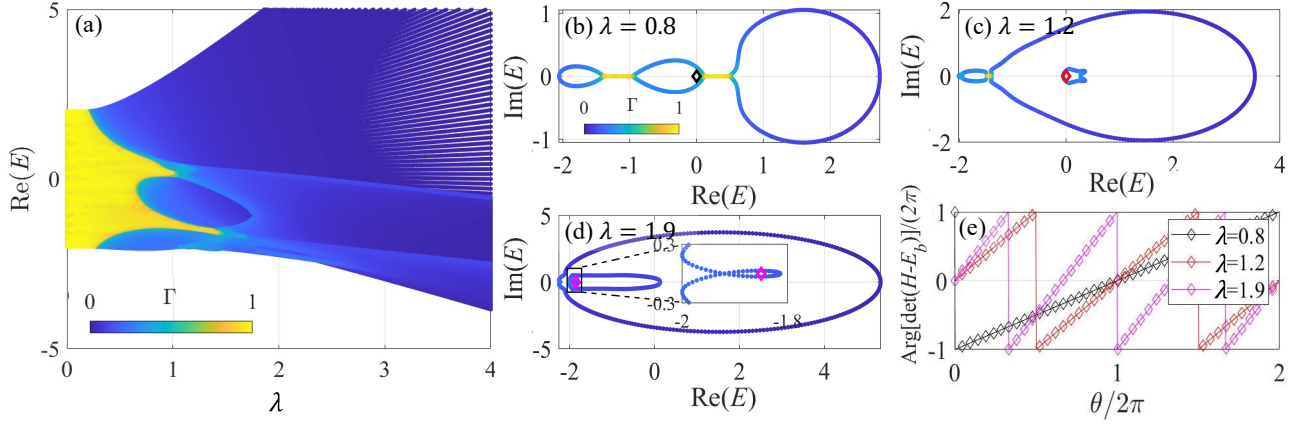 (a)
5
0
-5
Re(E)
0 Γ 1
0 1 2 3 4
λ
(b) λ = 0.8
1
0
-1
Im(E)
0 Γ 1
-2 -1 0 1 2
Re(E)
(c) λ = 1.2
2
0
-2
Im(E)
-2 0 2 4
Re(E)
(d) λ = 1.9
5
0
-5
Im(E)
0.3
-0.3
-2 -1.8
-2 0 2 4
Re(E)
(e)
1
0
-1
Arg[det(H-E_b)]/(2π)
λ=0.8
λ=1.2
λ=1.9
0 1 2
θ/2π